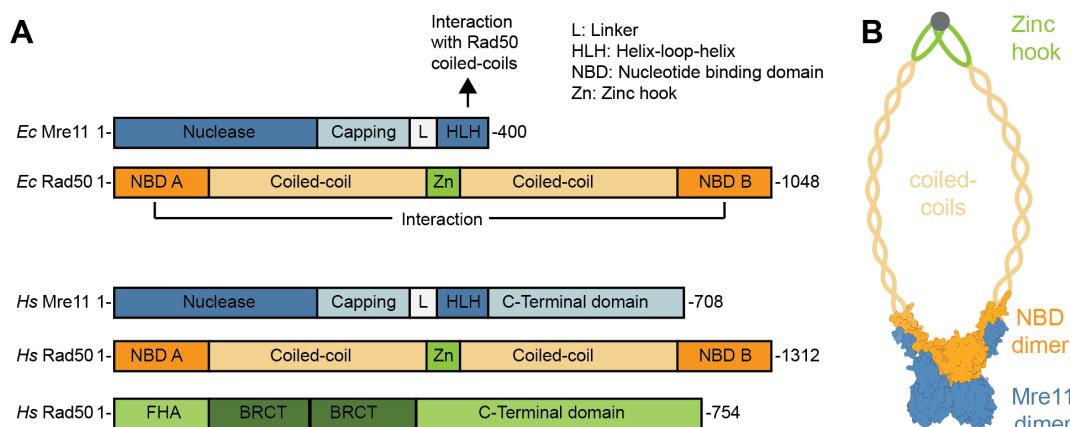 A
Interaction
with Rad50
coiled-coils
L: Linker
HLH: Helix-loop-helix
NBD: Nucleotide binding domain
Zn: Zinc hook
Ec Mre11 1- Nuclease Capping L HLH -400
Ec Rad50 1- NBD A Coiled-coil Zn Coiled-coil NBD B -1048
Interaction
Hs Mre11 1- Nuclease Capping L HLH C-Terminal domain -708
Hs Rad50 1- NBD A Coiled-coil Zn Coiled-coil NBD B -1312
Hs Rad50 1- FHA BRCT BRCT C-Terminal domain -754
B
Zinc
hook
coiled-
coils
NBD
dimer
Mre11
dimer